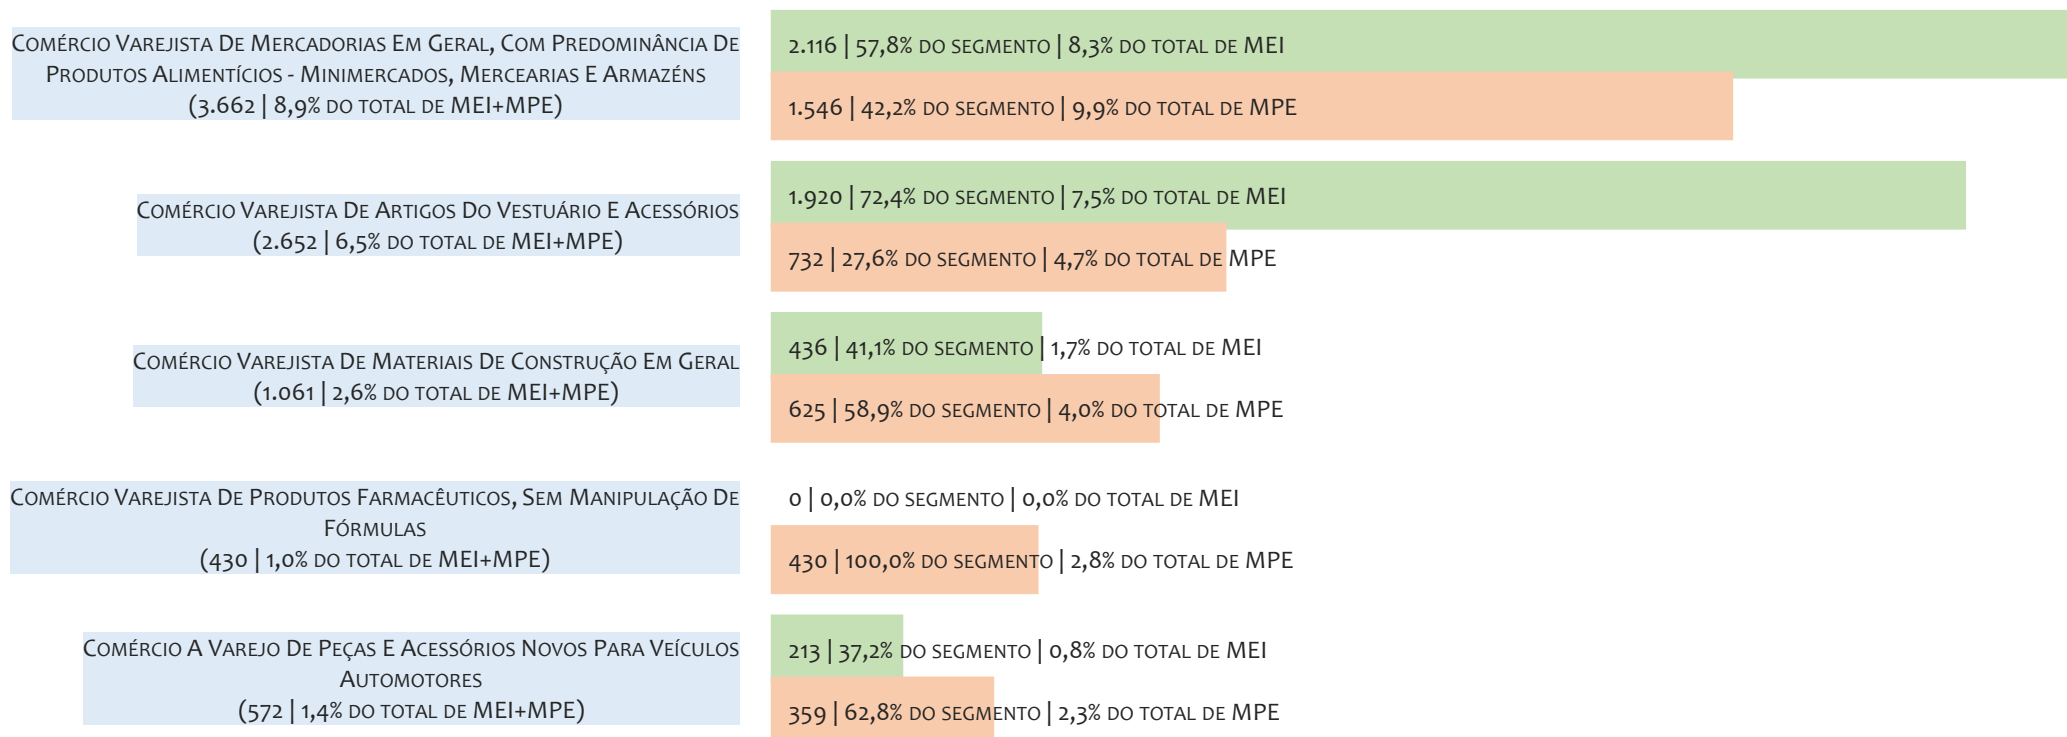 Comércio Varejista De Mercadorias Em Geral, Com Predominância De
Produtos Alimentícios - Minimercados, Mercearias E Armazéns
(3.662 | 8,9% do total de MEI+MPE)
2.116 | 57,8% do segmento | 8,3% do total de MEI
1.546 | 42,2% do segmento | 9,9% do total de MPE
Comércio Varejista De Artigos Do Vestuário E Acessórios
(2.652 | 6,5% do total de MEI+MPE)
1.920 | 72,4% do segmento | 7,5% do total de MEI
732 | 27,6% do segmento | 4,7% do total de MPE
Comércio Varejista De Materiais De Construção Em Geral
(1.061 | 2,6% do total de MEI+MPE)
436 | 41,1% do segmento | 1,7% do total de MEI
625 | 58,9% do segmento | 4,0% do total de MPE
Comércio Varejista De Produtos Farmacêuticos, Sem Manipulação De
Fórmulas
(430 | 1,0% do total de MEI+MPE)
0 | 0,0% do segmento | 0,0% do total de MEI
430 | 100,0% do segmento | 2,8% do total de MPE
Comércio A Varejo De Peças E Acessórios Novos Para Veículos
Automotores
(572 | 1,4% do total de MEI+MPE)
213 | 37,2% do segmento | 0,8% do total de MEI
359 | 62,8% do segmento | 2,3% do total de MPE